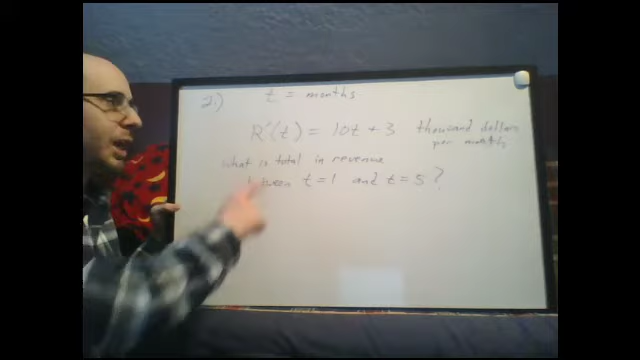 2.) t = months
R'(t) = 10t + 3 thousand dollars
per month
what is total in revenue
between t = 1 and t = 5 ?